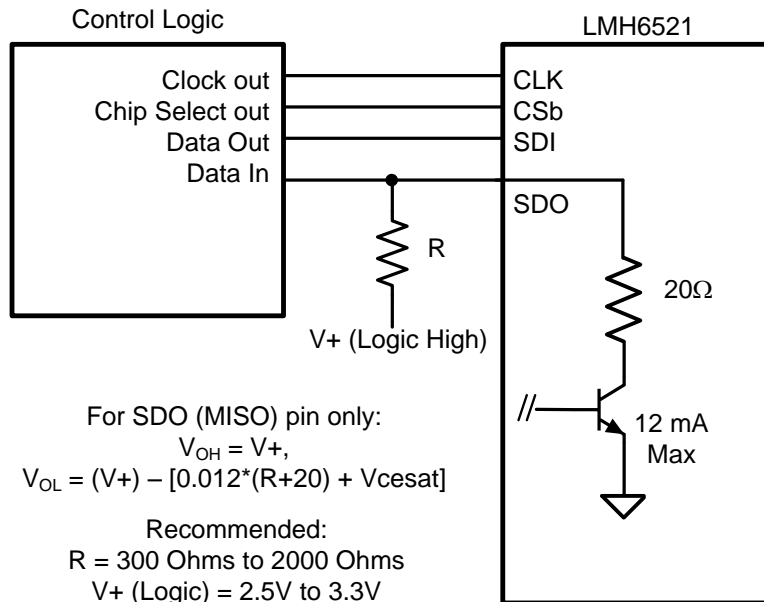 Control Logic
LMH6521
Clock out
CLK
Chip Select out
CSb
Data Out
SDI
Data In
SDO
R
20Ω
V+ (Logic High)
12 mA
Max
For SDO (MISO) pin only:
VOH = V+,
VOL = (V+) – [0.012*(R+20) + Vcesat]
Recommended:
R = 300 Ohms to 2000 Ohms
V+ (Logic) = 2.5V to 3.3V